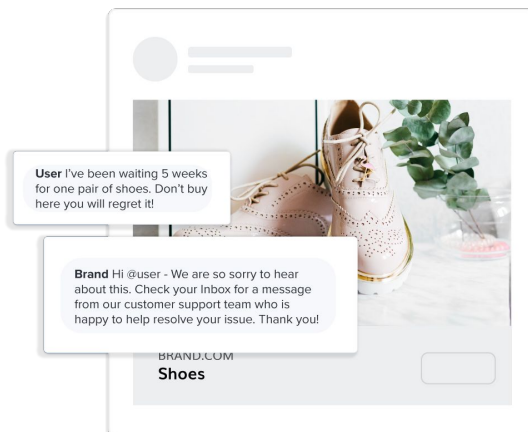 User I've been waiting 5 weeks
for one pair of shoes. Don't buy
here you will regret it!
Brand Hi @user - We are so sorry to hear
about this. Check your Inbox for a message
from our customer support team who is
happy to help resolve your issue. Thank you!
BRAND.COM
Shoes